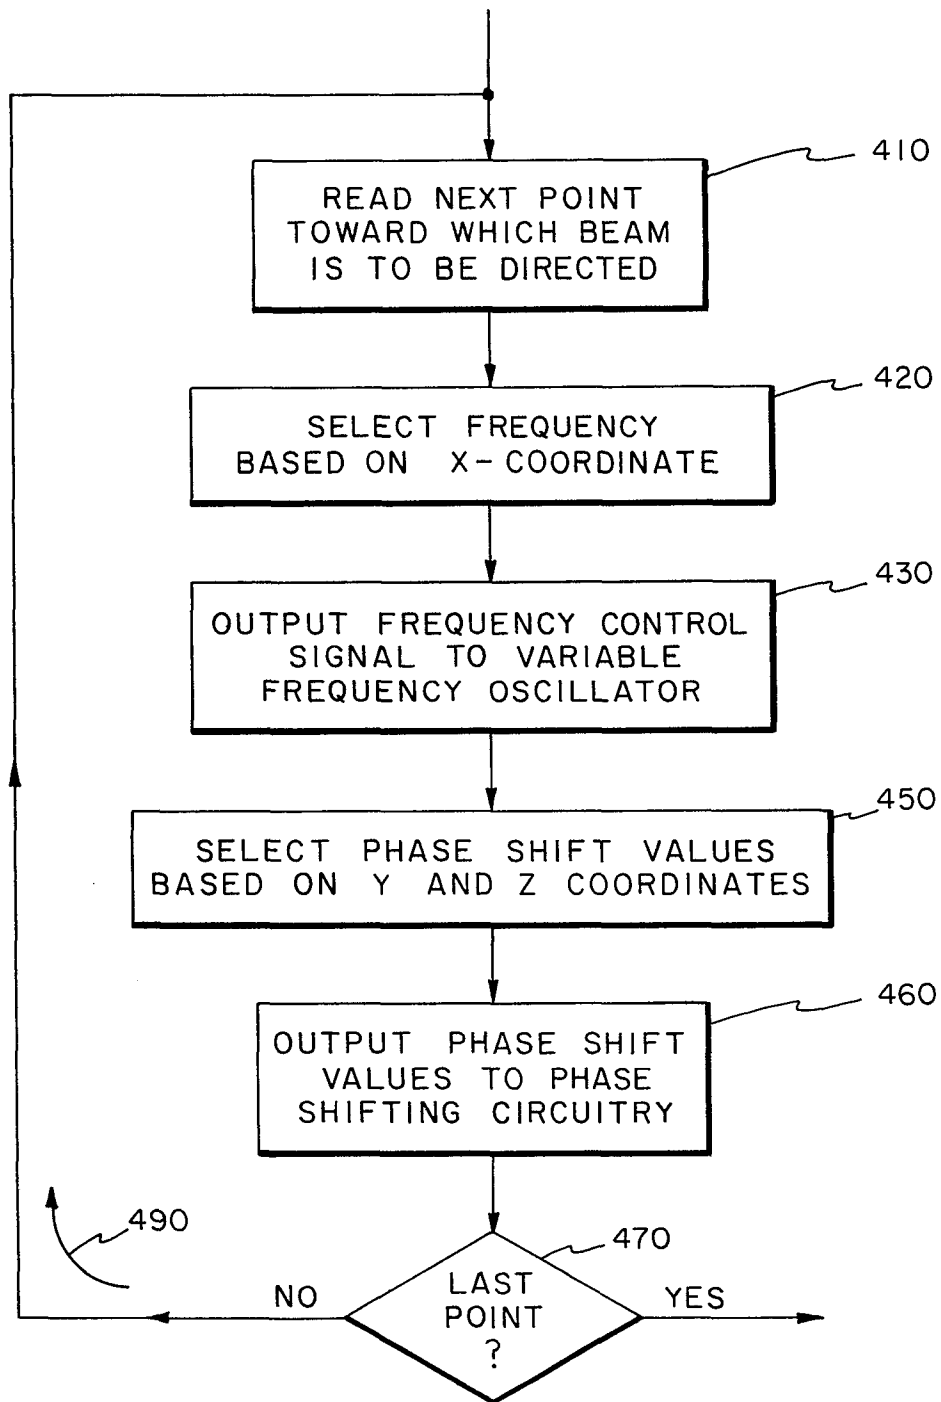 410
READ NEXT POINT
TOWARD WHICH BEAM
IS TO BE DIRECTED
420
SELECT FREQUENCY
BASED ON X-COORDINATE
430
OUTPUT FREQUENCY CONTROL
SIGNAL TO VARIABLE
FREQUENCY OSCILLATOR
450
SELECT PHASE SHIFT VALUES
BASED ON Y AND Z COORDINATES
460
OUTPUT PHASE SHIFT
VALUES TO PHASE
SHIFTING CIRCUITRY
490
470
NO
LAST
POINT
?
YES